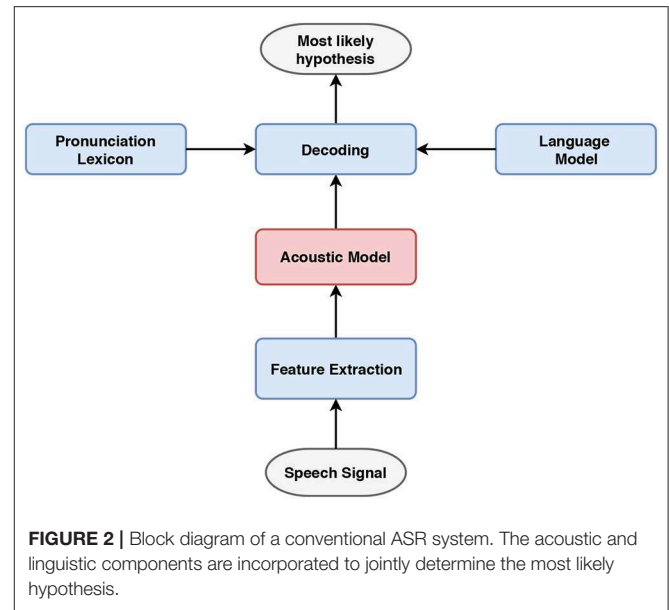 Most likely
hypothesis
Pronunciation
Lexicon
Decoding
Language
Model
Acoustic Model
Feature Extraction
Speech Signal
FIGURE 2 | Block diagram of a conventional ASR system. The acoustic and
linguistic components are incorporated to jointly determine the most likely
hypothesis.